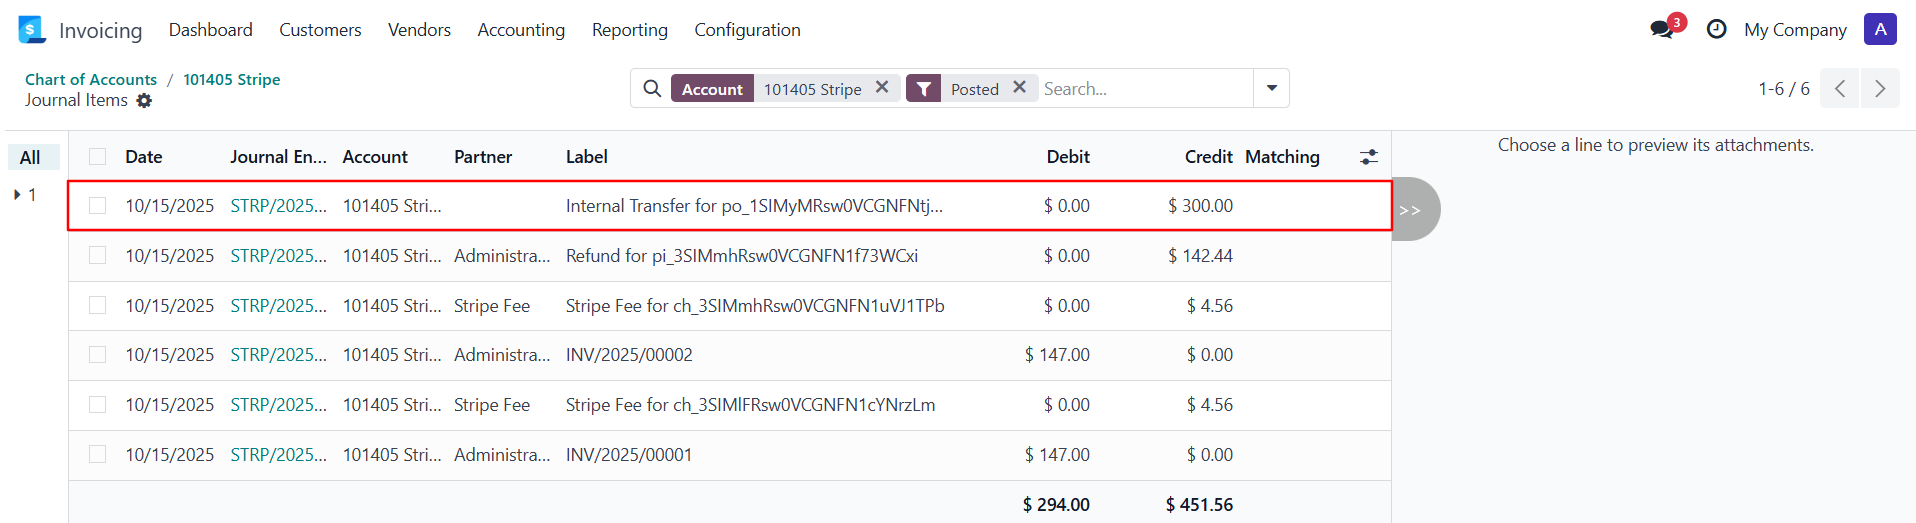 Invoicing Dashboard Customers Vendors Accounting Reporting Configuration 3 My Company A
Chart of Accounts / 101405 Stripe
Journal Items
Account 101405 Stripe Posted Search...
1-6 / 6
All
1
Date Journal En... Account Partner Label Debit Credit Matching
10/15/2025 STRP/2025... 101405 Stri... Internal Transfer for po_1SIMyMRsw0VCGNFNtj... $ 0.00 $ 300.00
10/15/2025 STRP/2025... 101405 Stri... Administra... Refund for pi_3SIMmhRsw0VCGNFN1f73WCxi $ 0.00 $ 142.44
10/15/2025 STRP/2025... 101405 Stri... Stripe Fee Stripe Fee for ch_3SIMmhRsw0VCGNFN1uVJ1TPb $ 0.00 $ 4.56
10/15/2025 STRP/2025... 101405 Stri... Administra... INV/2025/00002 $ 147.00 $ 0.00
10/15/2025 STRP/2025... 101405 Stri... Stripe Fee Stripe Fee for ch_3SIMlFRsw0VCGNFN1cYNrzLm $ 0.00 $ 4.56
10/15/2025 STRP/2025... 101405 Stri... Administra... INV/2025/00001 $ 147.00 $ 0.00
$ 294.00 $ 451.56
Choose a line to preview its attachments.
>>